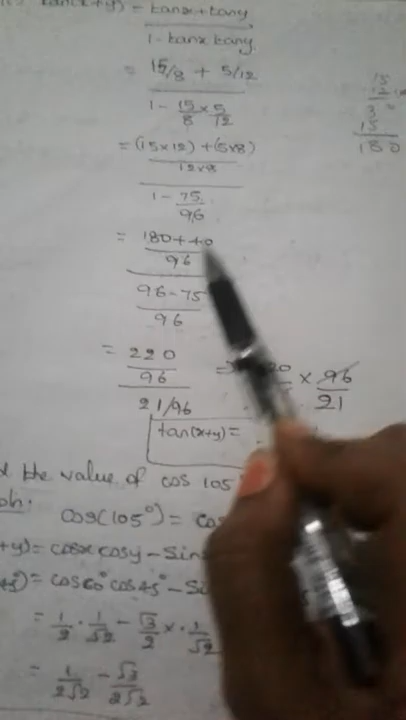 tan(x+y) = tanx+tany
1-tanx tany
= 15/8 + 5/12
1 - 15/8 × 5/12
= (15×12) + (5×8)
12×8
1 - 75/96
= 180+40
96
96-75
96
15
180
= 220
96
21/96
=> × 96/21
tan(x+y) =
the value of cos 105
cos(105°) =
+y) = cosx cosy - Sin
= cos60° cos45° -
= 1/2 · 1/√2 - √3/2 × · 1/√2
= 1/2√2 - √3/2√2